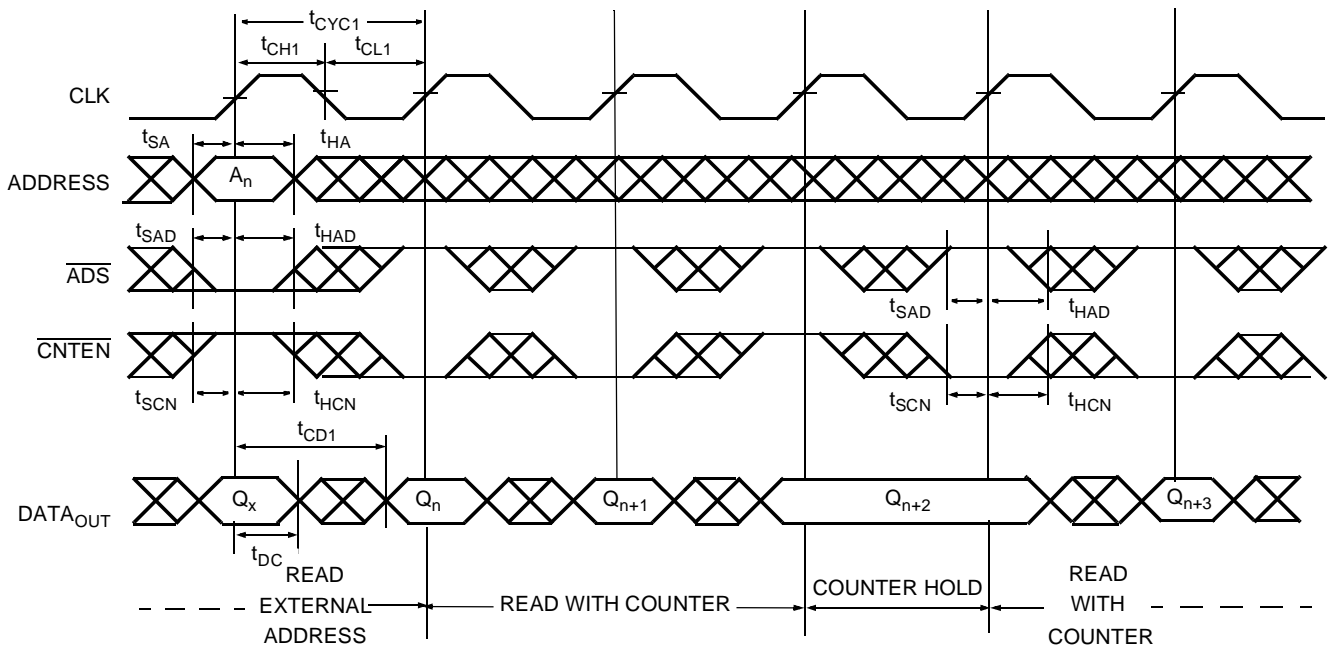 tCYC1
tCH1 tCL1
CLK
tSA tHA
ADDRESS An
tSAD tHAD
ADS
tSAD tHAD
CNTEN
tSCN tHCN tSCN tHCN
tCD1
DATAOUT Qx Qn Qn+1 Qn+2 Qn+3
tDC
READ EXTERNAL ADDRESS
READ WITH COUNTER
COUNTER HOLD
READ WITH COUNTER